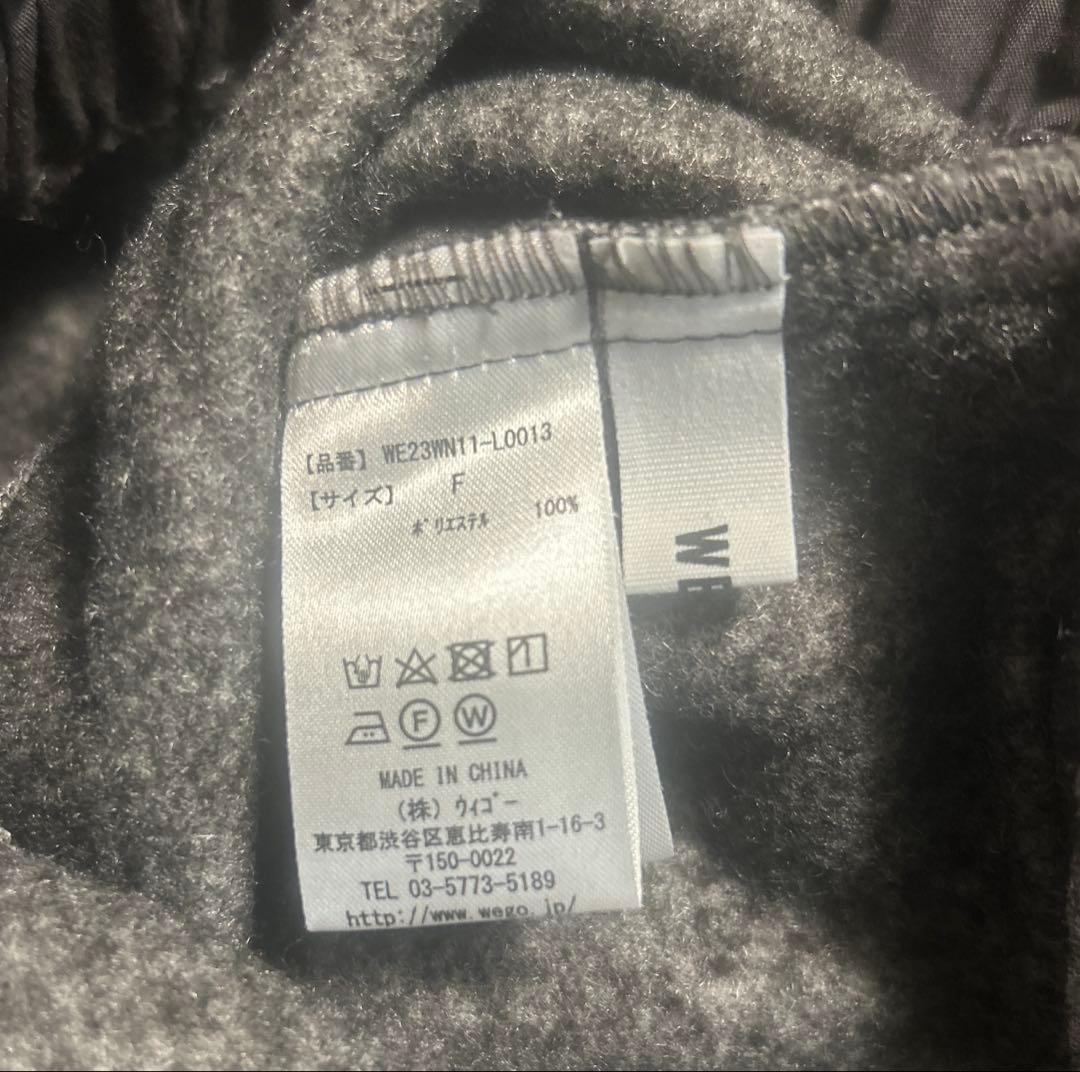 【品番】 WE23WN11-L0013
【サイズ】 F
ﾎﾟﾘｴｽﾃﾙ 100%
F W
MADE IN CHINA
(株) ｳｨｺﾞｰ
東京都渋谷区恵比寿南1-16-3
〒150-0022
TEL 03-5773-5189
http://www.wego.jp/
WE